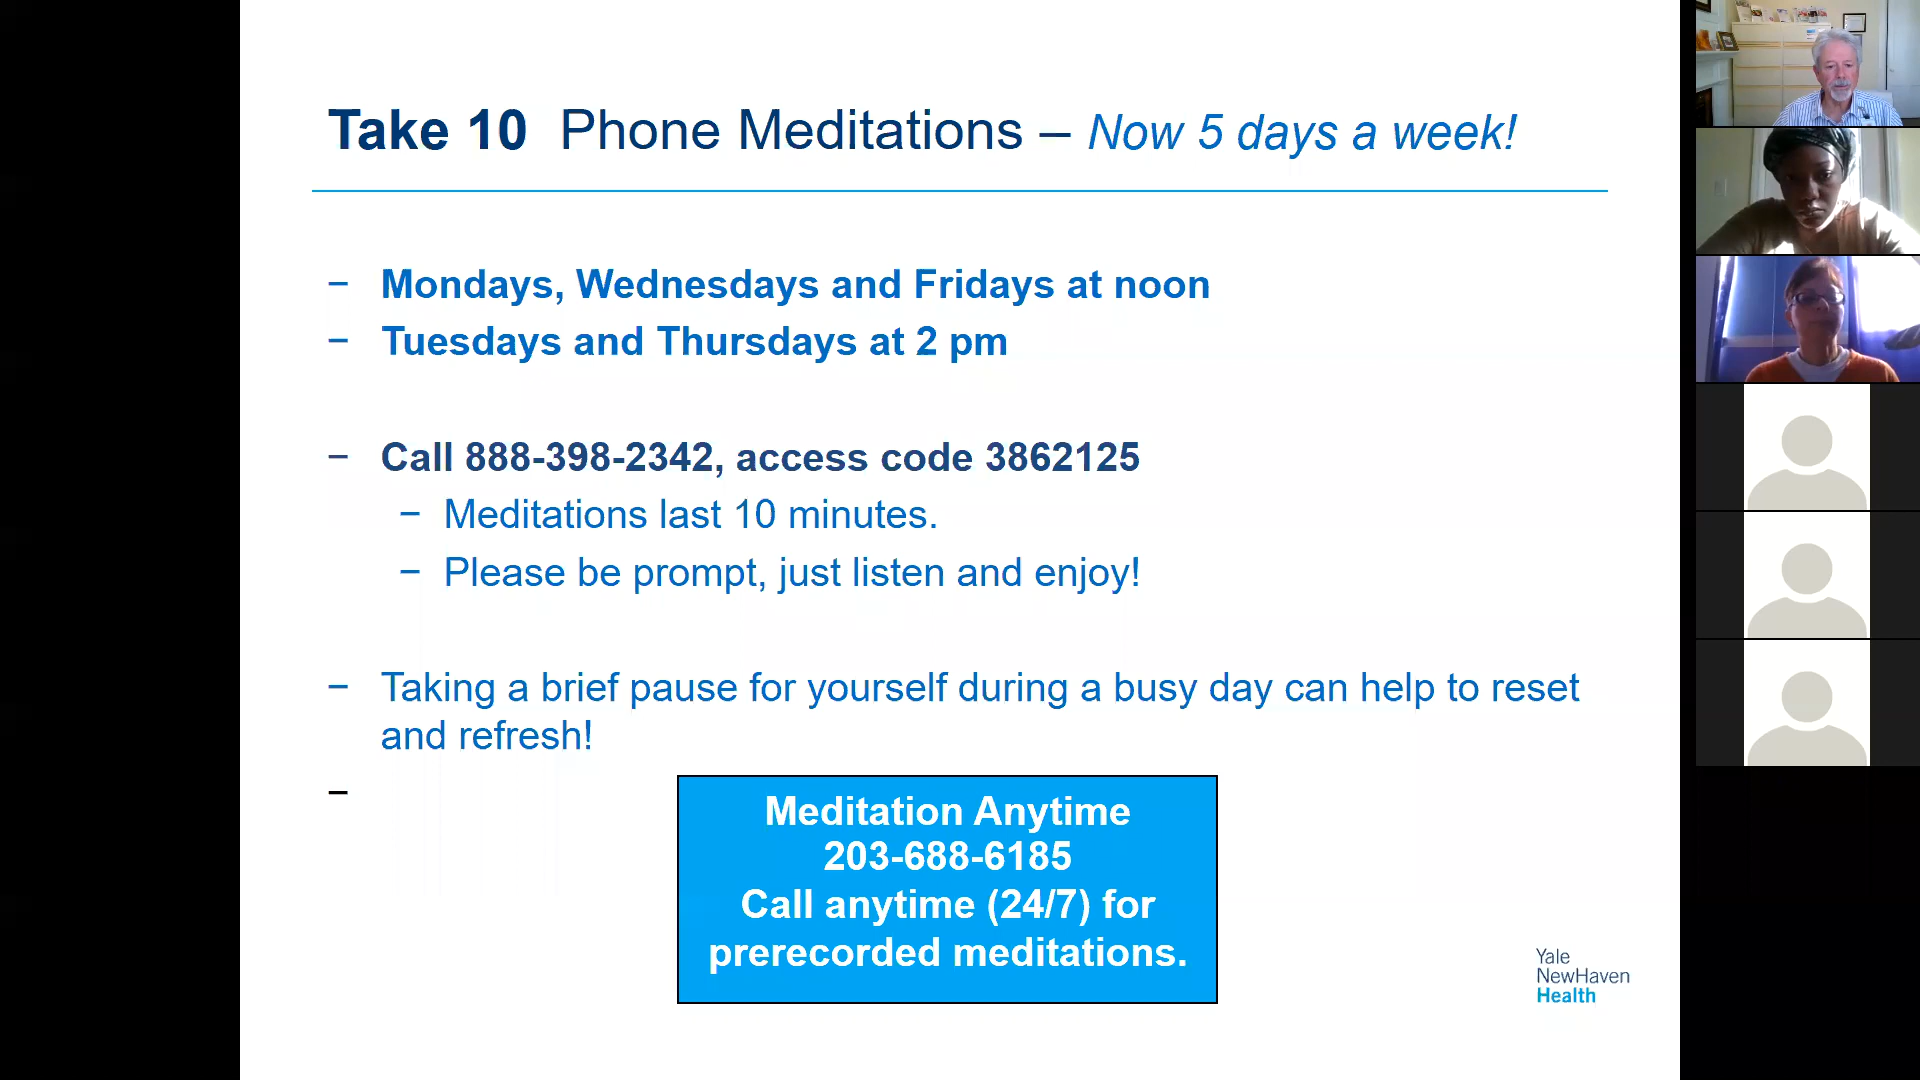 Take 10 Phone Meditations – Now 5 days a week!
– Mondays, Wednesdays and Fridays at noon
– Tuesdays and Thursdays at 2 pm
– Call 888-398-2342, access code 3862125
– Meditations last 10 minutes.
– Please be prompt, just listen and enjoy!
– Taking a brief pause for yourself during a busy day can help to reset
and refresh!
–
Meditation Anytime
203-688-6185
Call anytime (24/7) for
prerecorded meditations.
Yale
NewHaven
Health